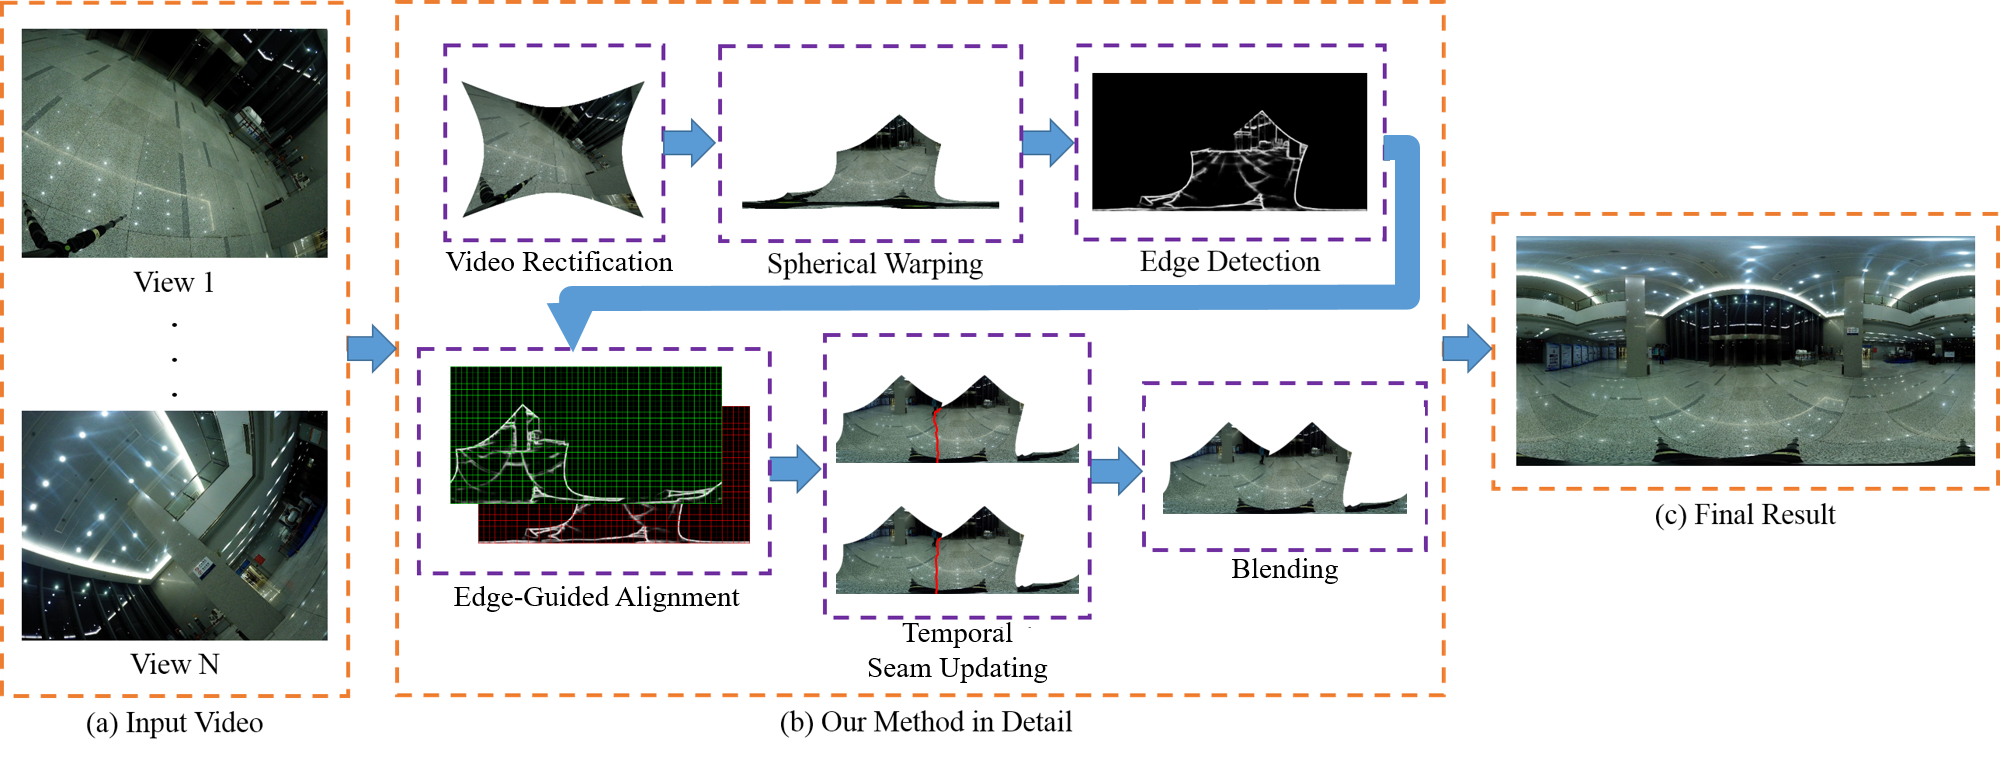 View 1
View N
(a) Input Video
Video Rectification
Spherical Warping
Edge Detection
Edge-Guided Alignment
Temporal
Seam Updating
Blending
(b) Our Method in Detail
(c) Final Result